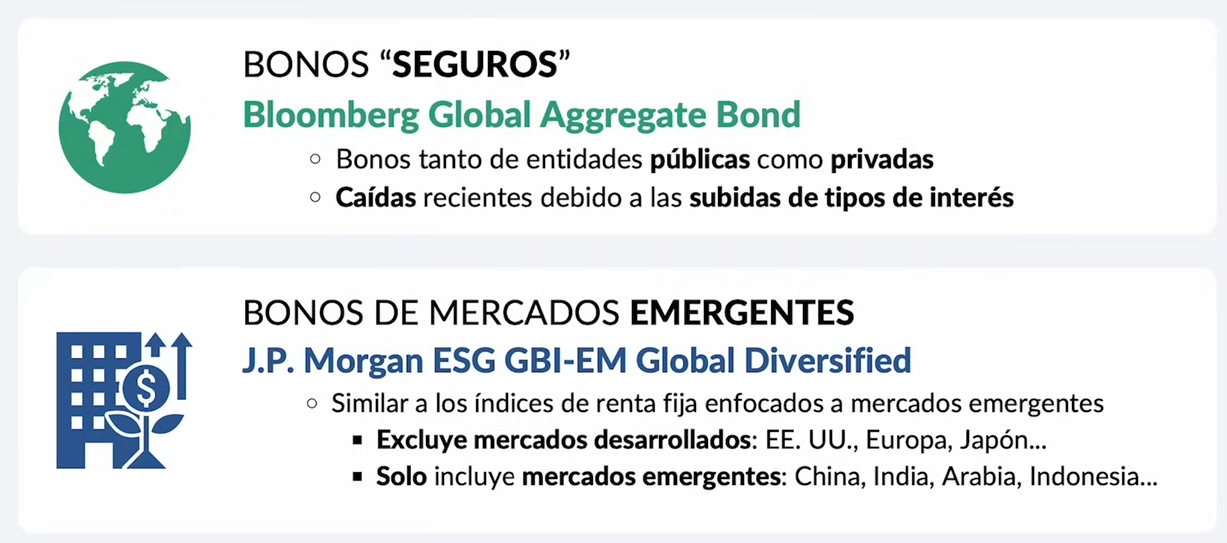 BONOS “SEGUROS”
Bloomberg Global Aggregate Bond
○ Bonos tanto de entidades públicas como privadas
○ Caídas recientes debido a las subidas de tipos de interés
BONOS DE MERCADOS EMERGENTES
J.P. Morgan ESG GBI-EM Global Diversified
○ Similar a los índices de renta fija enfocados a mercados emergentes
▪ Excluye mercados desarrollados: EE. UU., Europa, Japón...
▪ Solo incluye mercados emergentes: China, India, Arabia, Indonesia...
$